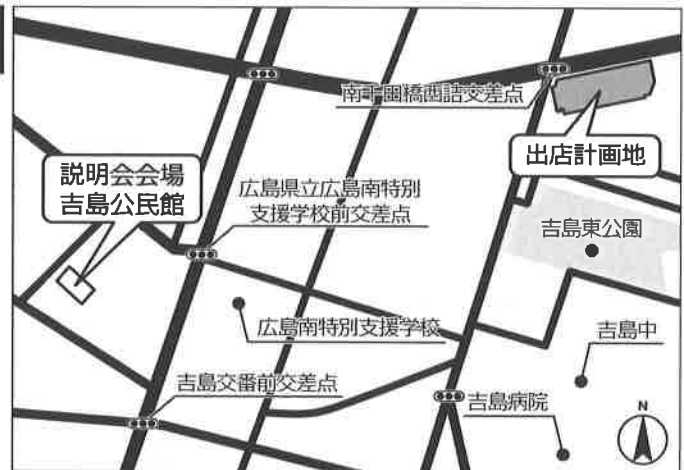 南千田橋西詰交差点
出店計画地
説明会会場
吉島公民館
広島県立広島南特別
支援学校前交差点
吉島東公園
広島南特別支援学校
吉島中
吉島交番前交差点
吉島病院
N